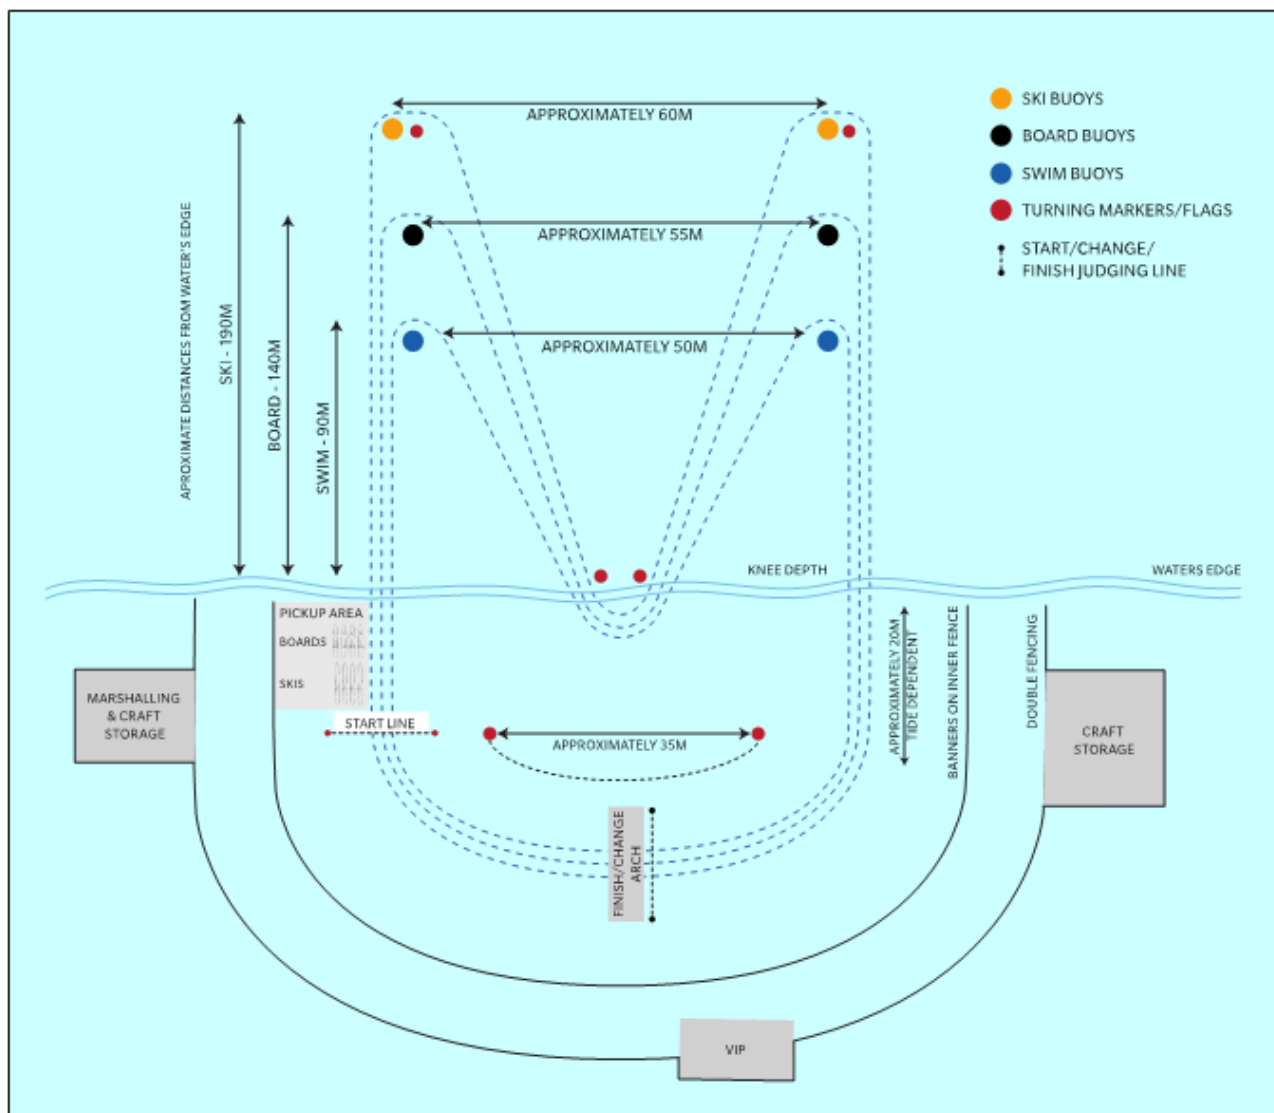 APPROXIMATELY 60M
SKI BUOYS
BOARD BUOYS
SWIM BUOYS
TURNING MARKERS/FLAGS
START/CHANGE/
FINISH JUDGING LINE
APPROXIMATELY 55M
APPROXIMATELY 50M
APROXIMATE DISTANCES FROM WATER'S EDGE
SKI - 190M
BOARD - 140M
SWIM - 90M
KNEE DEPTH
WATERS EDGE
PICKUP AREA
BOARDS
SKIS
MARSHALLING
& CRAFT
STORAGE
START LINE
APPROXIMATELY 35M
APPROXIMATELY 20M
TIDE DEPENDENT
BANNERS ON INNER FENCE
DOUBLE FENCING
CRAFT
STORAGE
FINISH/CHANGE
ARCH
VIP